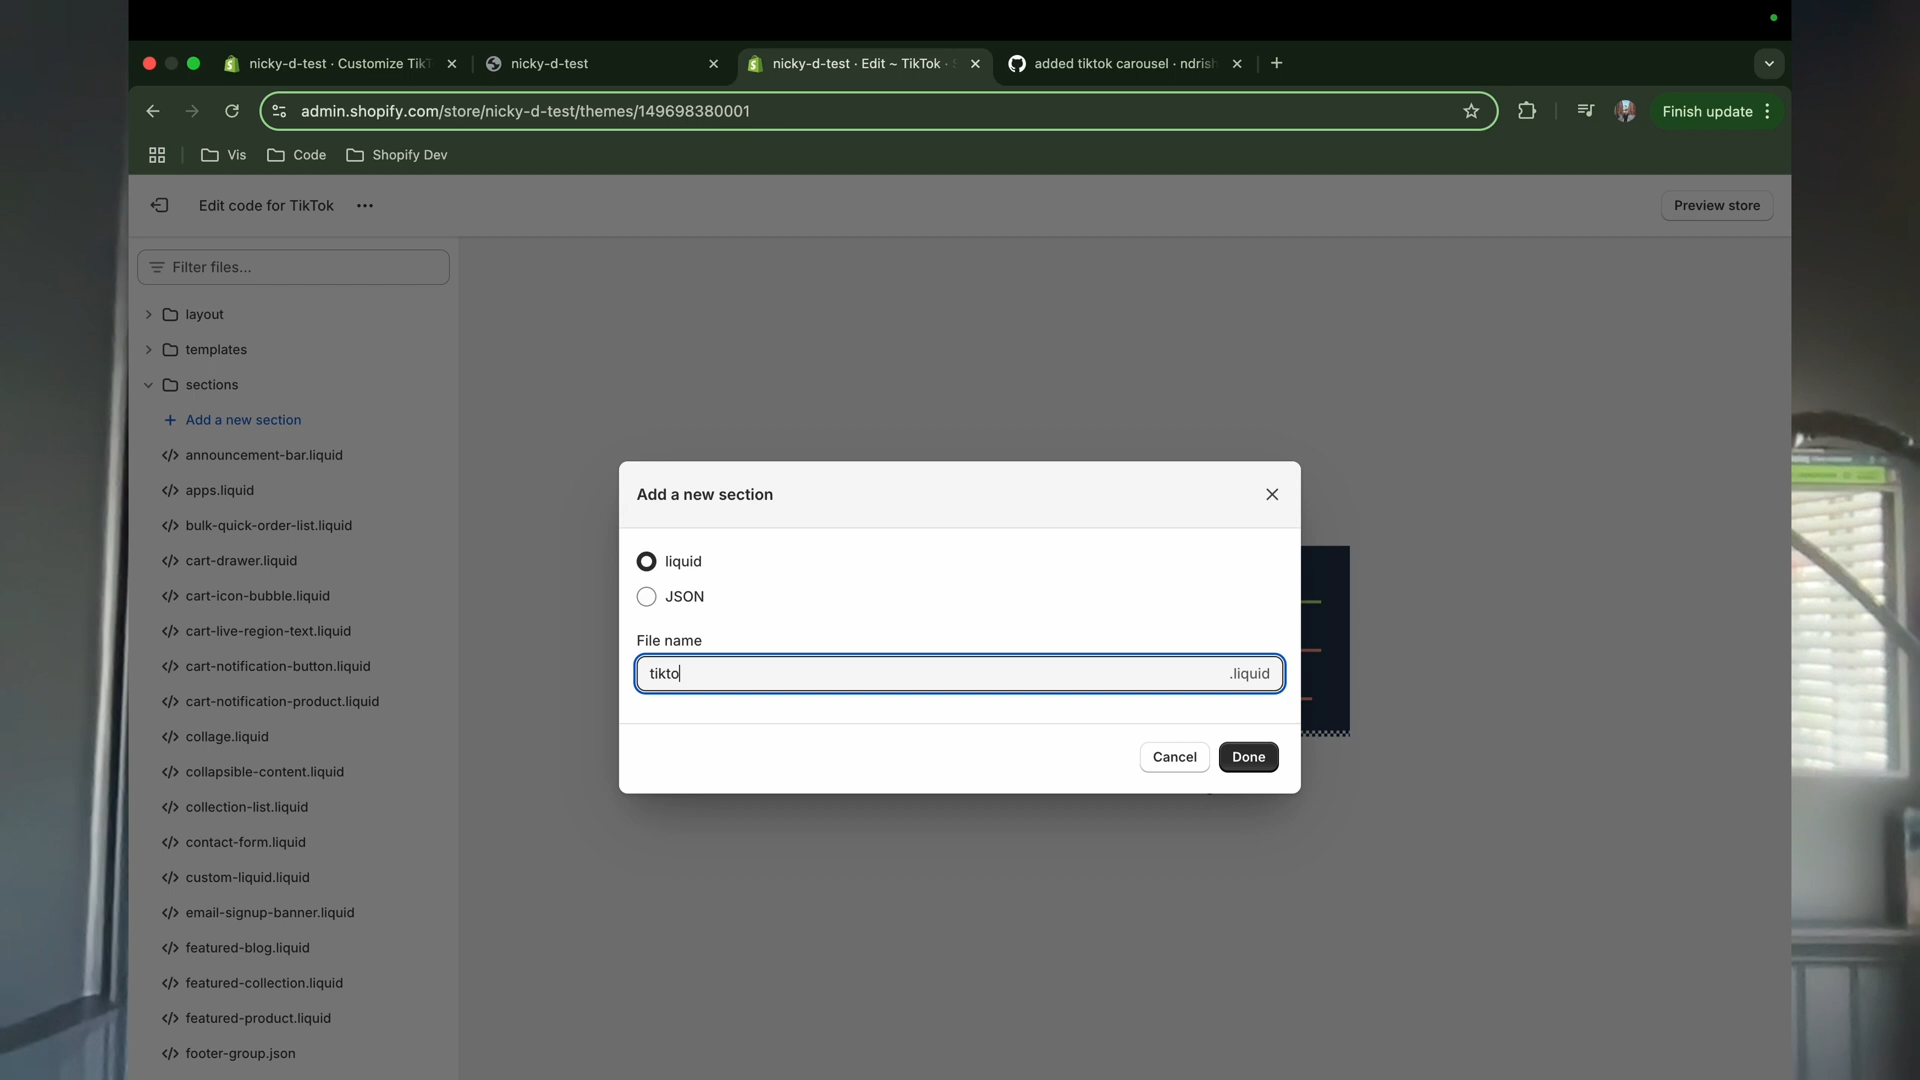 nicky-d-test · Customize TikT
nicky-d-test
nicky-d-test · Edit ~ TikTok ·
added tiktok carousel · ndrish
admin.shopify.com/store/nicky-d-test/themes/149698380001
Finish update
Vis
Code
Shopify Dev
Edit code for TikTok
Preview store
Filter files...
layout
templates
sections
Add a new section
announcement-bar.liquid
apps.liquid
bulk-quick-order-list.liquid
cart-drawer.liquid
cart-icon-bubble.liquid
cart-live-region-text.liquid
cart-notification-button.liquid
cart-notification-product.liquid
collage.liquid
collapsible-content.liquid
collection-list.liquid
contact-form.liquid
custom-liquid.liquid
email-signup-banner.liquid
featured-blog.liquid
featured-collection.liquid
featured-product.liquid
footer-group.json
Add a new section
liquid
JSON
File name
tikto .liquid
Cancel
Done